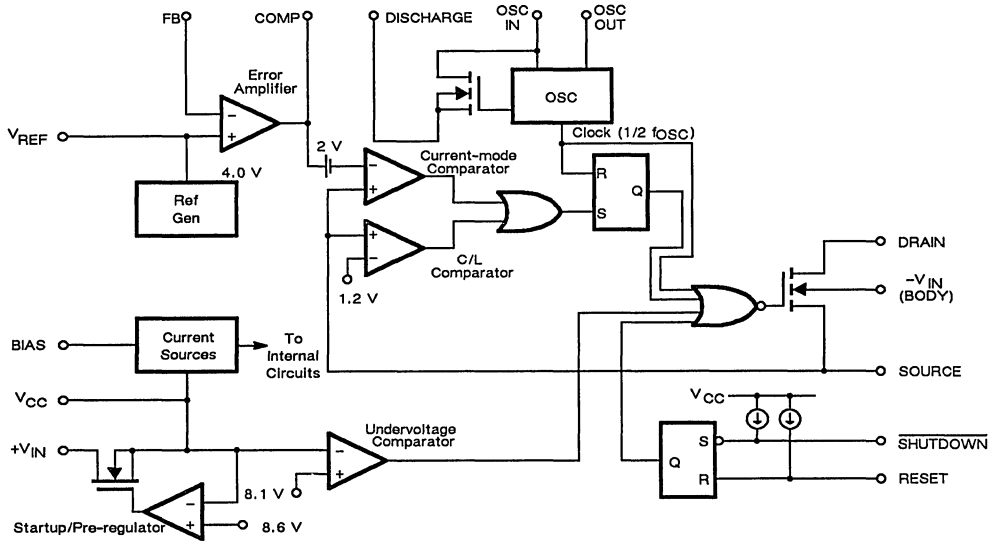 FB
COMP
DISCHARGE
OSC
IN
OSC
OUT
Error
Amplifier
OSC
VREF
Clock (1/2 fOSC)
2 V
Current-mode
Comparator
4.0 V
Ref
Gen
R
Q
S
-
+
-
+
+
-
C/L
Comparator
1.2 V
DRAIN
-VIN
(BODY)
BIAS
Current
Sources
To
Internal
Circuits
SOURCE
VCC
VCC
+VIN
Undervoltage
Comparator
-
+
8.1 V
S
Q
R
SHUTDOWN
RESET
-
+
8.6 V
Startup/Pre-regulator